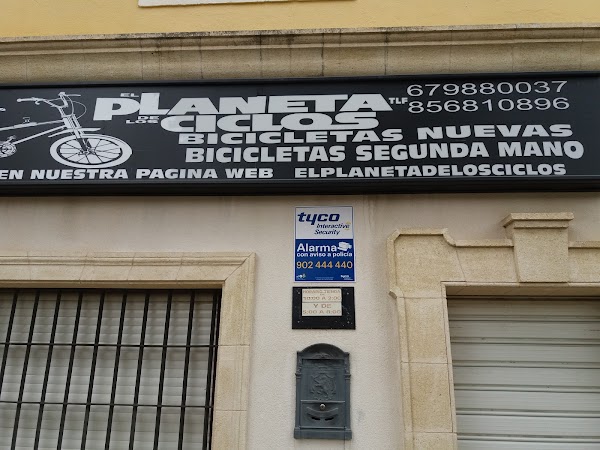 EL PLANETA
DE LOS CICLOS
TLF 679880037
856810896
BICICLETAS NUEVAS
BICICLETAS SEGUNDA MANO
EN NUESTRA PAGINA WEB ELPLANETADELOSCICLOS
tyco
Interactive
Security
Alarma
con aviso a policía
902 444 440
Y DE